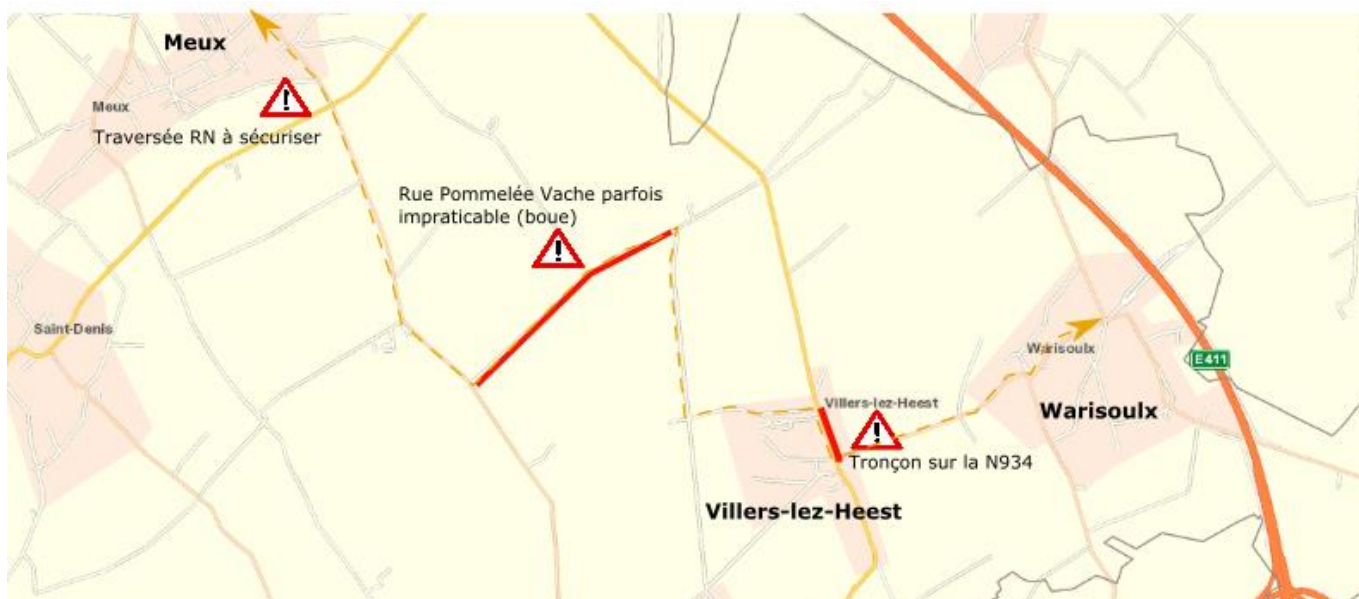 Meux
Meux
Traversée RN à sécuriser
Rue Pommelée Vache parfois
impraticable (boue)
Saint-Denis
Warisoulx
E411
Villers-lez-Heest
Warisoulx
Tronçon sur la N934
Villers-lez-Heest